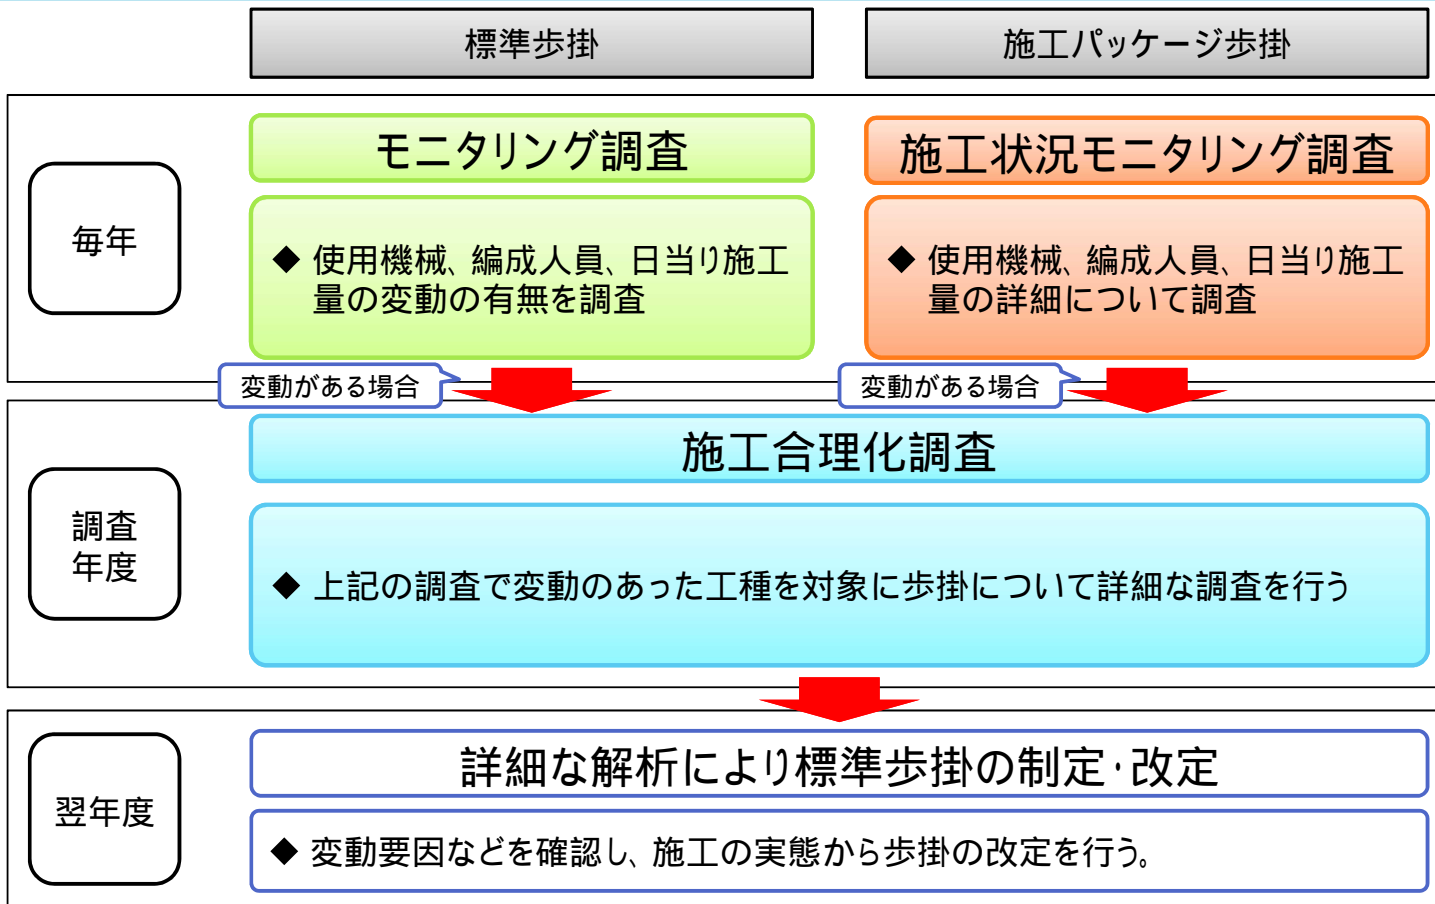 標準歩掛
施工パッケージ歩掛
毎年
モニタリング調査
◆ 使用機械、編成人員、日当り施工
量の変動の有無を調査
施工状況モニタリング調査
◆ 使用機械、編成人員、日当り施工
量の詳細について調査
変動がある場合
変動がある場合
調査
年度
施工合理化調査
◆ 上記の調査で変動のあった工種を対象に歩掛について詳細な調査を行う
翌年度
詳細な解析により標準歩掛の制定・改定
◆ 変動要因などを確認し、施工の実態から歩掛の改定を行う。